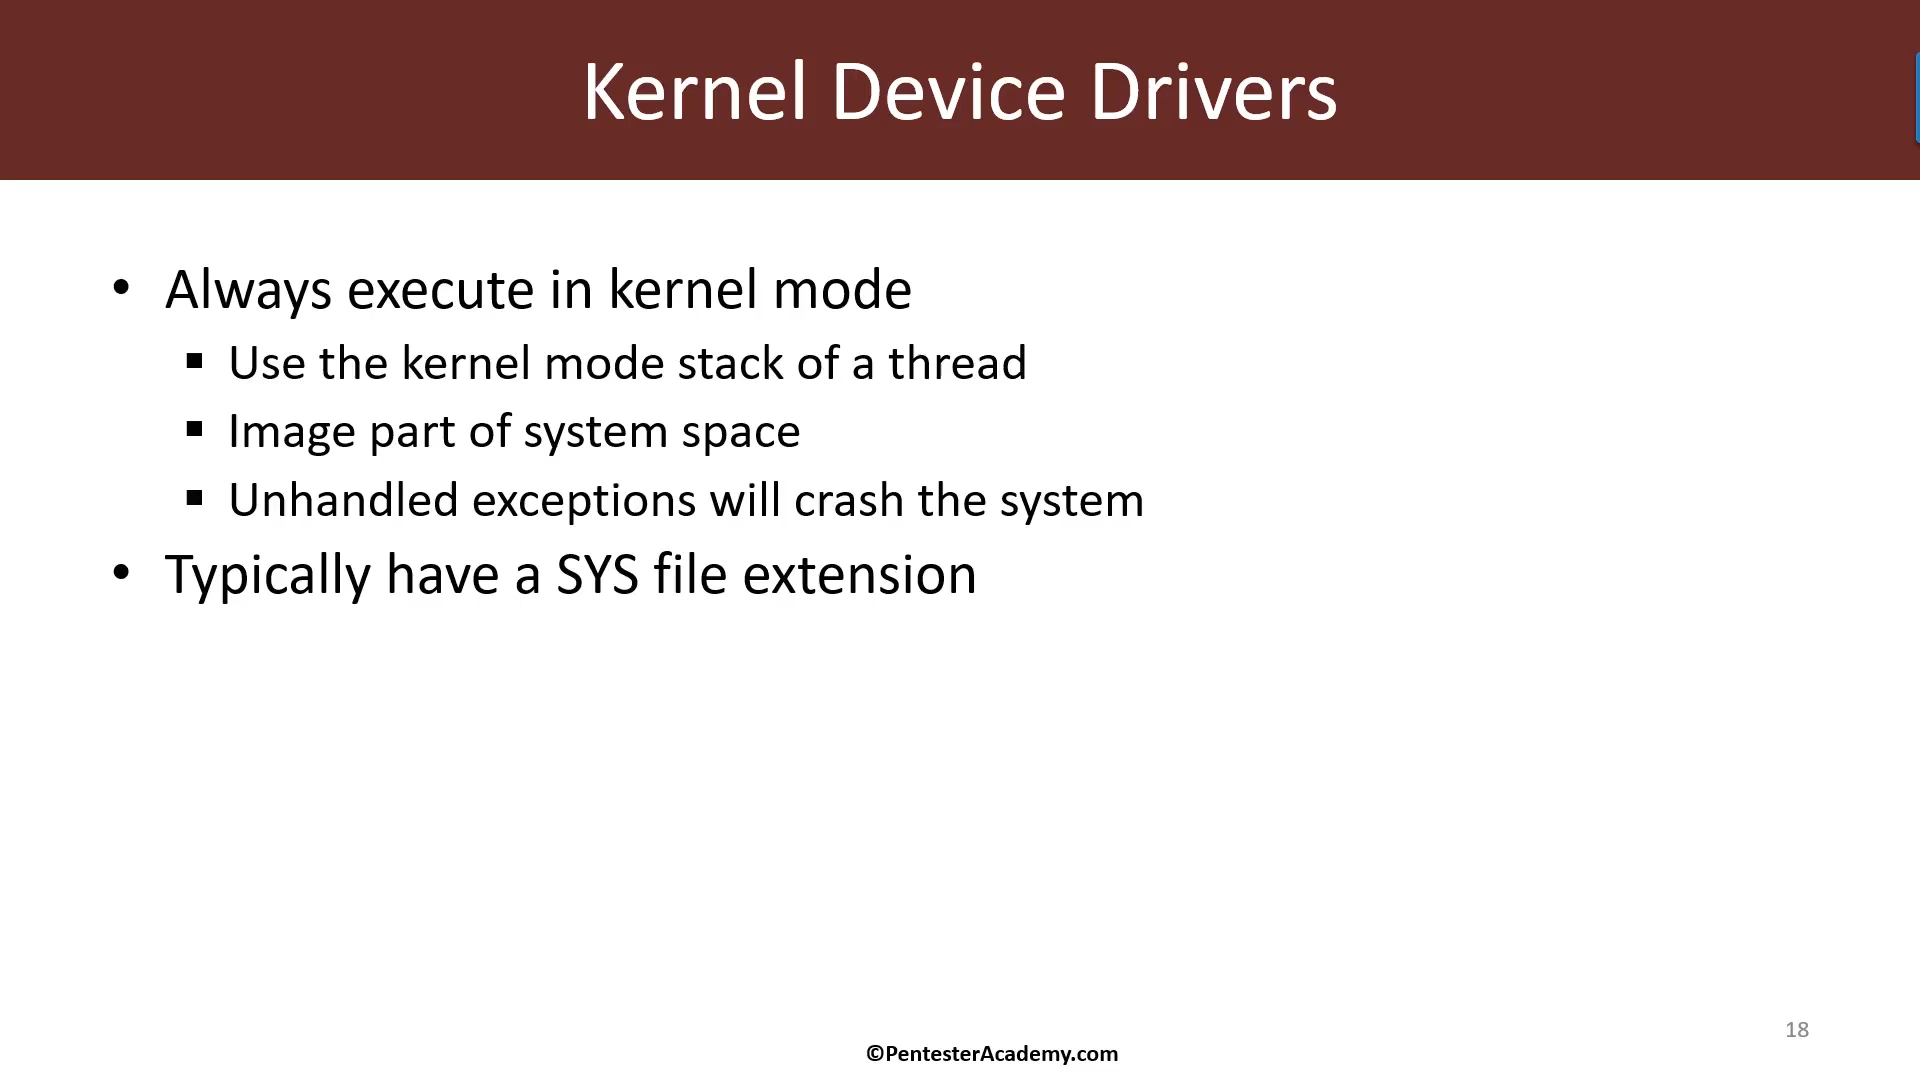 Kernel Device Drivers
• Always execute in kernel mode
▪ Use the kernel mode stack of a thread
▪ Image part of system space
▪ Unhandled exceptions will crash the system
• Typically have a SYS file extension
18
©PentesterAcademy.com